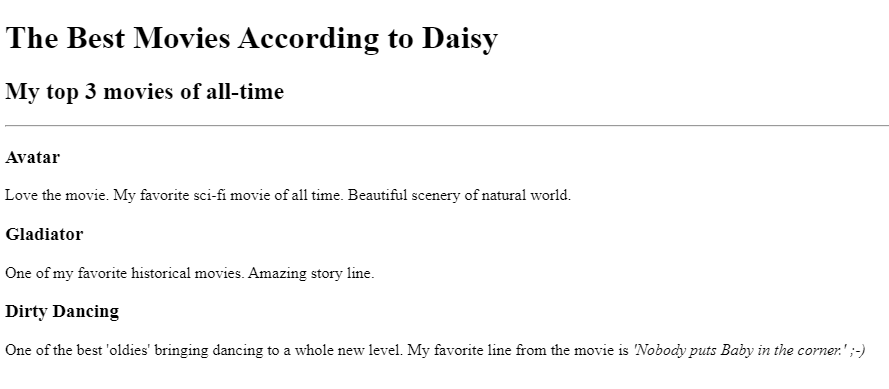 The Best Movies According to Daisy
My top 3 movies of all-time
Avatar
Love the movie. My favorite sci-fi movie of all time. Beautiful scenery of natural world.
Gladiator
One of my favorite historical movies. Amazing story line.
Dirty Dancing
One of the best 'oldies' bringing dancing to a whole new level. My favorite line from the movie is 'Nobody puts Baby in the corner.' ;-)